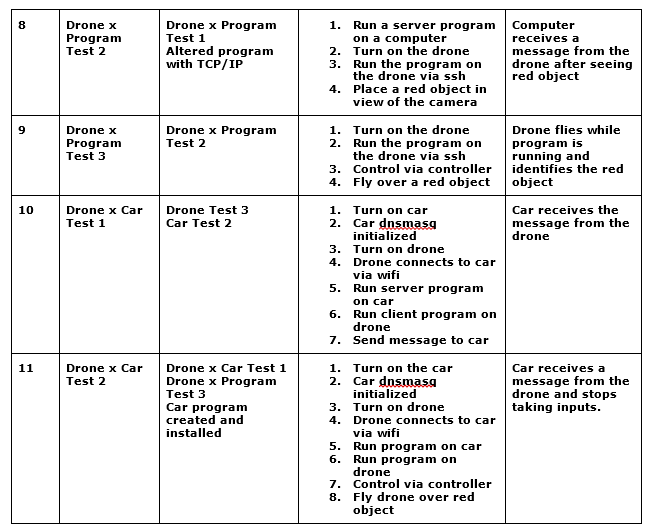 8
Drone x
Program
Test 2
Drone x Program
Test 1
Altered program
with TCP/IP
1. Run a server program
on a computer
2. Turn on the drone
3. Run the program on
the drone via ssh
4. Place a red object in
view of the camera
Computer
receives a
message from the
drone after seeing
red object
9
Drone x
Program
Test 3
Drone x Program
Test 2
1. Turn on the drone
2. Run the program on
the drone via ssh
3. Control via controller
4. Fly over a red object
Drone flies while
program is
running and
identifies the red
object
10
Drone x Car
Test 1
Drone Test 3
Car Test 2
1. Turn on car
2. Car dnsmasq
initialized
3. Turn on drone
4. Drone connects to car
via wifi
5. Run server program
on car
6. Run client program on
drone
7. Send message to car
Car receives the
message from the
drone
11
Drone x Car
Test 2
Drone x Car Test 1
Drone x Program
Test 3
Car program
created and
installed
1. Turn on the car
2. Car dnsmasq
initialized
3. Turn on drone
4. Drone connects to car
via wifi
5. Run program on car
6. Run program on
drone
7. Control via controller
8. Fly drone over red
object
Car receives a
message from the
drone and stops
taking inputs.